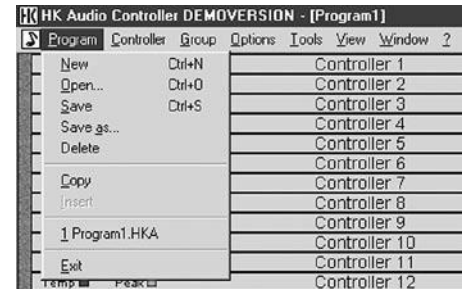 HK HK Audio Controller DEMOVERSION - [Program1]
Program Controller Group Options Tools View Window ?
New Ctrl+N
Open... Ctrl+O
Save Ctrl+S
Save as...
Delete
Copy
Insert
1 Program1.HKA
Exit
Controller 1
Controller 2
Controller 3
Controller 4
Controller 5
Controller 6
Controller 7
Controller 8
Controller 9
Controller 10
Controller 11
Temp Peak Controller 12